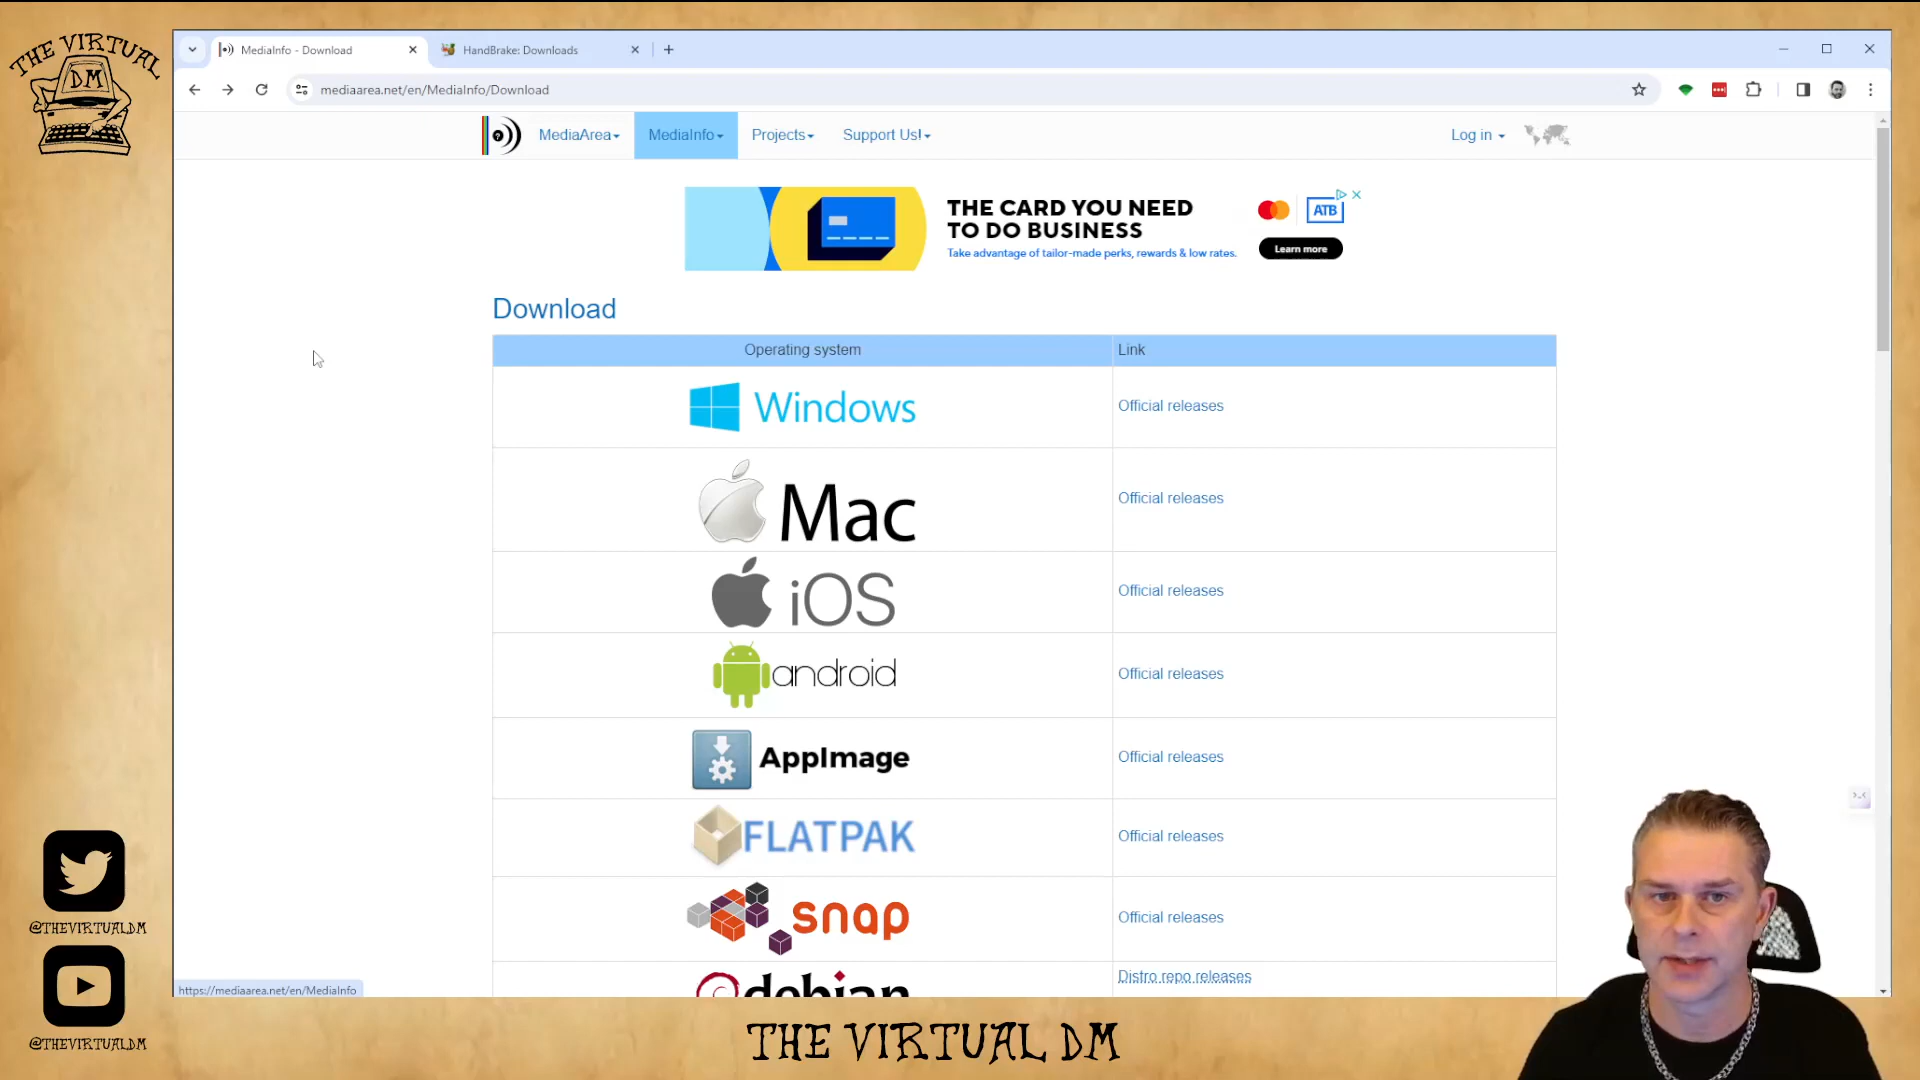 THE VIRTUAL
DM
MediaInfo - Download
HandBrake: Downloads
mediaarea.net/en/MediaInfo/Download
MediaArea
MediaInfo
Projects
Support Us!
Log in
THE CARD YOU NEED
TO DO BUSINESS
Take advantage of tailor-made perks, rewards & low rates.
ATB
Learn more
Download
Operating system
Link
Windows
Official releases
Mac
Official releases
iOS
Official releases
android
Official releases
AppImage
Official releases
FLATPAK
Official releases
snap
Official releases
debian
Distro repo releases
https://mediaarea.net/en/MediaInfo
@THEVIRTUALDM
@THEVIRTUALDM
THE VIRTUAL DM